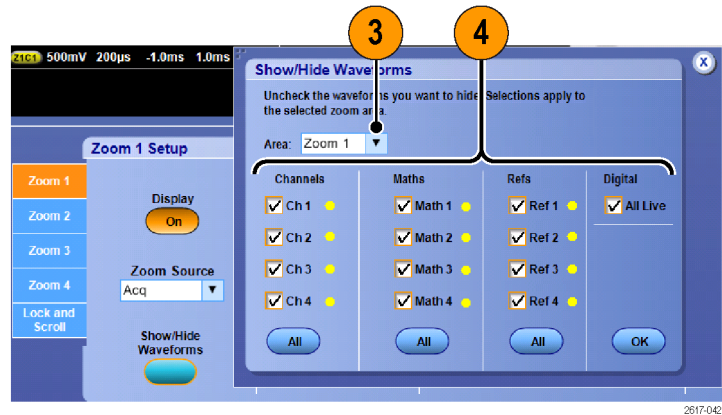 3 4
Z1C1 500mV 200µs -1.0ms 1.0ms
Show/Hide Waveforms
X
Uncheck the waveforms you want to hide. Selections apply to
the selected zoom area.
Area: Zoom 1
Zoom 1 Setup
Channels Maths Refs Digital
Zoom 1
Ch 1 Math 1 Ref 1 All Live
Display
On
Zoom 2
Ch 2 Math 2 Ref 2
Zoom 3
Ch 3 Math 3 Ref 3
Zoom Source
Acq
Zoom 4
Ch 4 Math 4 Ref 4
Lock and
Scroll
Show/Hide
Waveforms
All All All OK
2617-042